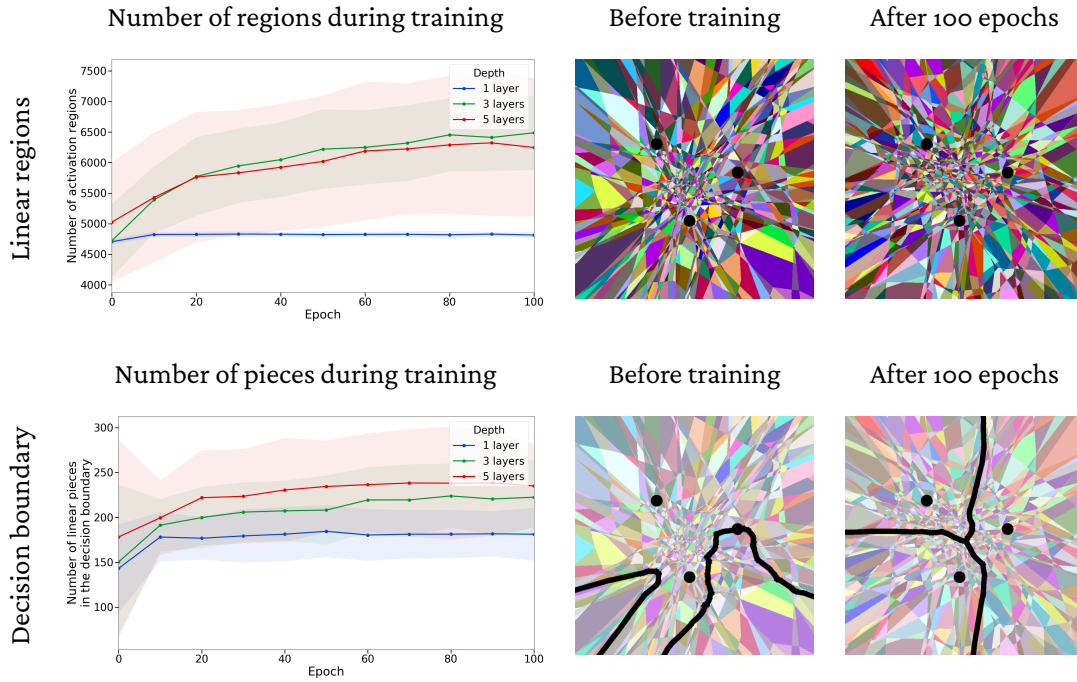 Number of regions during training
Before training
After 100 epochs
Linear regions
Number of activation regions
7500
7000
6500
6000
5500
5000
4500
4000
Depth
1 layer
3 layers
5 layers
0
20
40
60
80
100
Epoch
Number of pieces during training
Before training
After 100 epochs
Decision boundary
Number of linear pieces
in the decision boundary
300
250
200
150
100
Depth
1 layer
3 layers
5 layers
0
20
40
60
80
100
Epoch